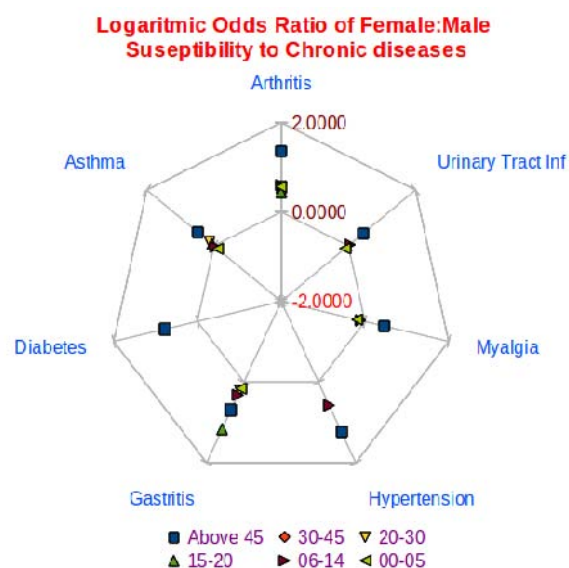 Logaritmic Odds Ratio of Female:Male
Suseptibility to Chronic diseases
Arthritis
2.0000
Asthma
Urinary Tract Inf
0.0000
-2.0000
Diabetes
Myalgia
Gastritis
Hypertension
Above 45 30-45 20-30
15-20 06-14 00-05